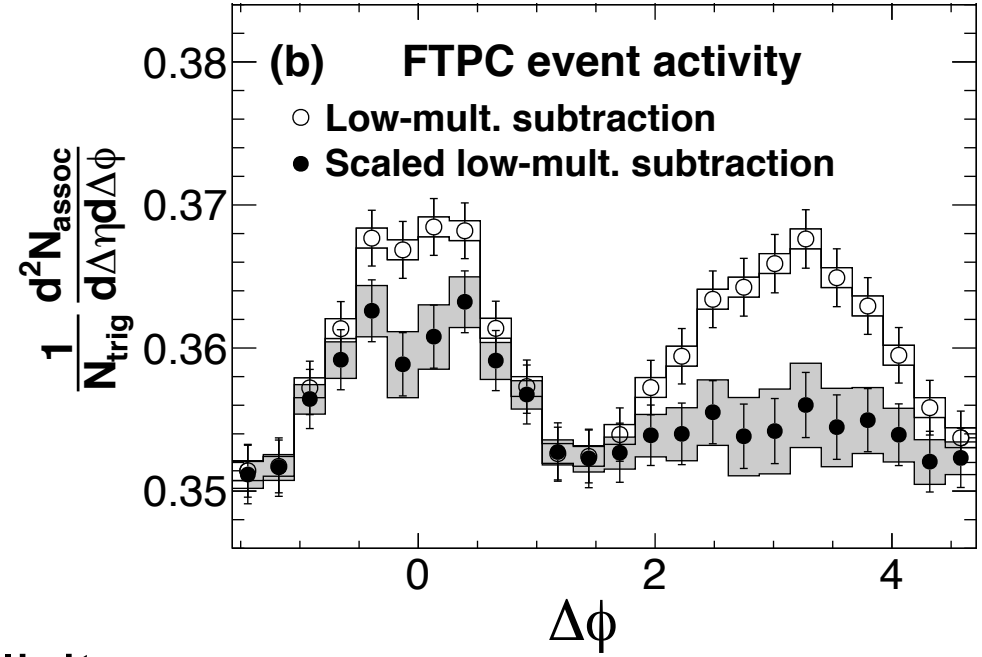 (b) FTPC event activity
Low-mult. subtraction
Scaled low-mult. subtraction
0.38
0.37
0.36
0.35
1/N_trig d²N_assoc/dΔηdΔϕ
0 2 4
Δϕ